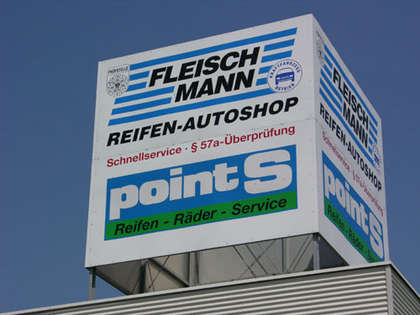 FLEISCH
MANN
REIFEN-AUTOSHOP
Schnellservice · § 57a-Überprüfung
point S
Reifen - Räder - Service